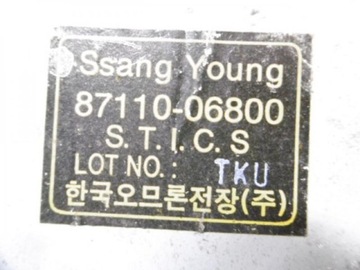 Ssang Young
87110-06800
S. T. I. C. S
LOT NO. : TKU
한국오므론전장(주)